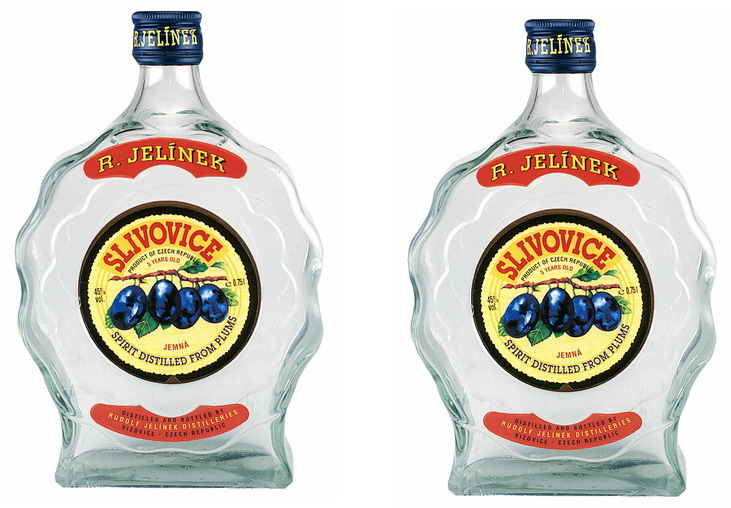 R.JELÍNEK
R. JELÍNEK
SLIVOVICE
PRODUCT OF CZECH REPUBLIC
5 YEARS OLD
45%
vol.
e 0.75 l
JEMNÁ
SPIRIT DISTILLED FROM PLUMS
DISTILLED AND BOTTLED BY
RUDOLF JELÍNEK DISTILLERIES
VIZOVICE - CZECH REPUBLIC
R.JELÍNEK
R. JELÍNEK
SLIVOVICE
PRODUCT OF CZECH REPUBLIC
5 YEARS OLD
45%
vol.
e 0.75 l
JEMNÁ
SPIRIT DISTILLED FROM PLUMS
DISTILLED AND BOTTLED BY
RUDOLF JELÍNEK DISTILLERIES
VIZOVICE - CZECH REPUBLIC